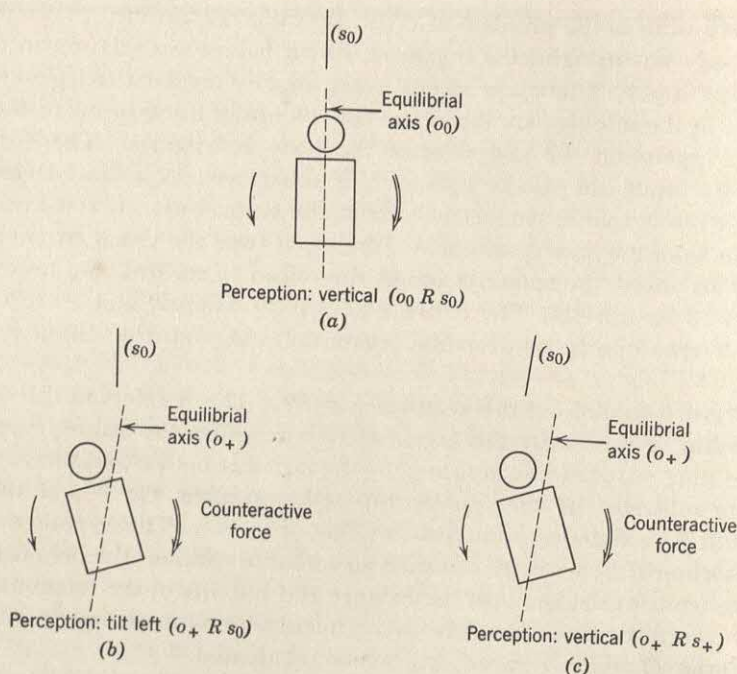 (s₀)
Equilibrial
axis (o₀)
Perception: vertical (o₀ R s₀)
(a)
(s₀)
Equilibrial
axis (o₊)
Counteractive
force
Perception: tilt left (o₊ R s₀)
(b)
(s₀)
Equilibrial
axis (o₊)
Counteractive
force
Perception: vertical (o₊ R s₊)
(c)